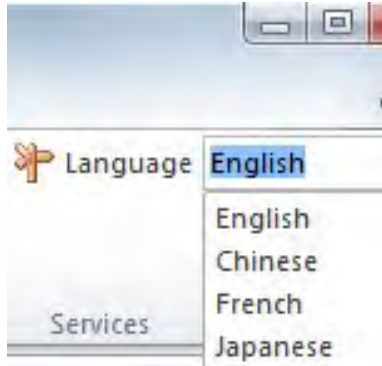 Language English
English
Chinese
French
Services
Japanese